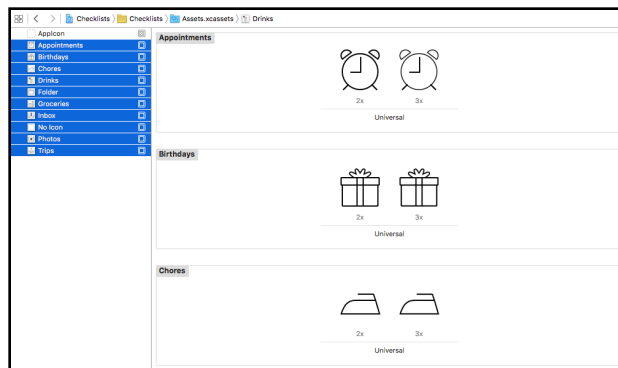 Checklists Checklists Assets.xcassets Drinks
AppIcon
Appointments
Birthdays
Chores
Drinks
Folder
Groceries
Inbox
No Icon
Photos
Trips
Appointments
2x 3x
Universal
Birthdays
2x 3x
Universal
Chores
2x 3x
Universal